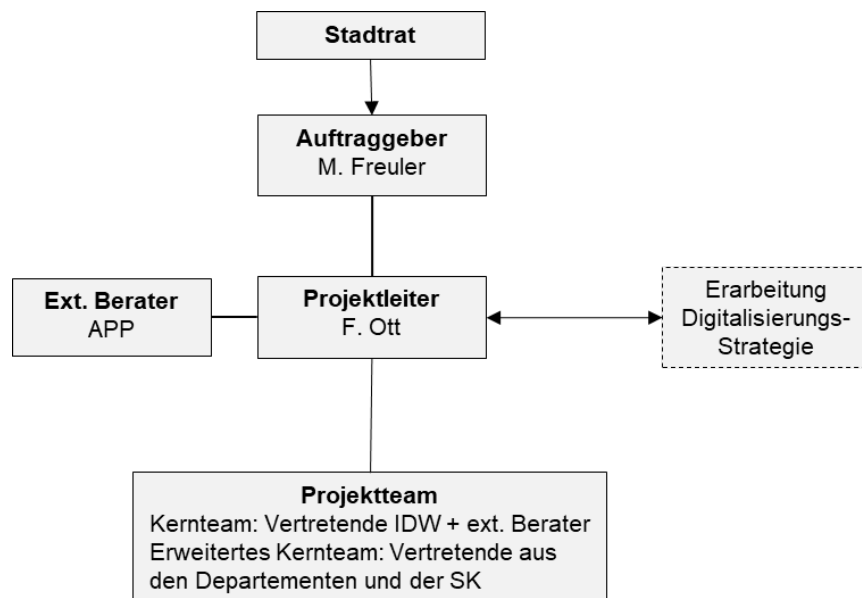 Stadtrat
Auftraggeber
M. Freuler
Ext. Berater
APP
Projektleiter
F. Ott
Erarbeitung
Digitalisierungs-
Strategie
Projektteam
Kernteam: Vertretende IDW + ext. Berater
Erweitertes Kernteam: Vertretende aus
den Departementen und der SK